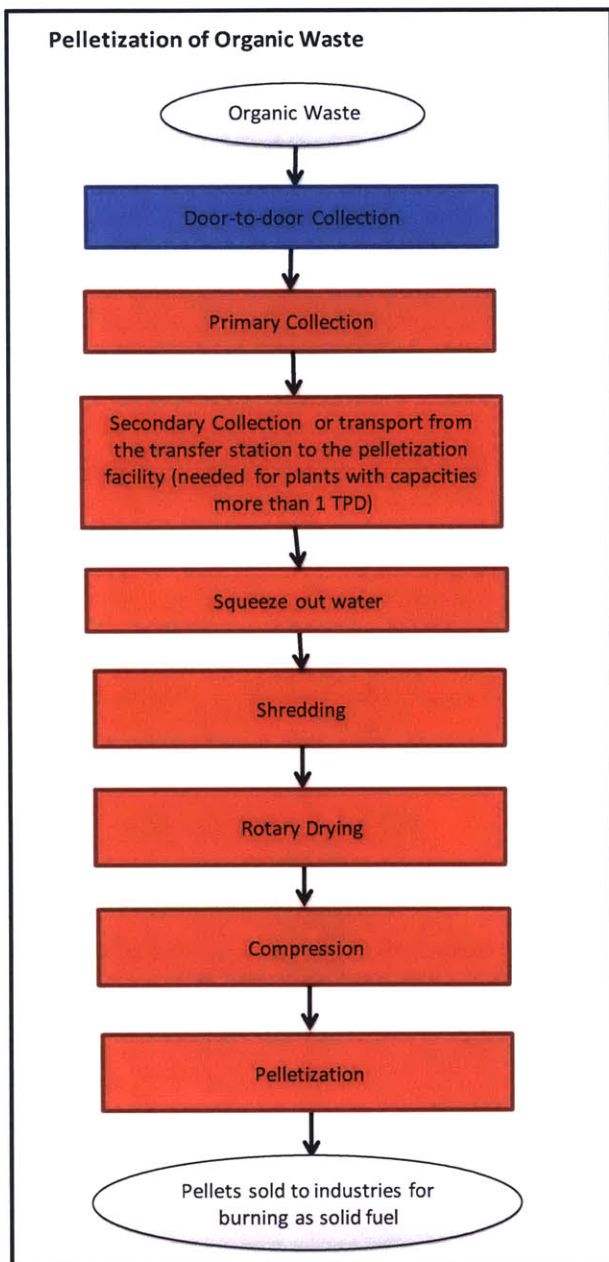 Pelletization of Organic Waste
Organic Waste
Door-to-door Collection
Primary Collection
Secondary Collection or transport from
the transfer station to the pelletization
facility (needed for plants with capacities
more than 1 TPD)
Squeeze out water
Shredding
Rotary Drying
Compression
Pelletization
Pellets sold to industries for
burning as solid fuel